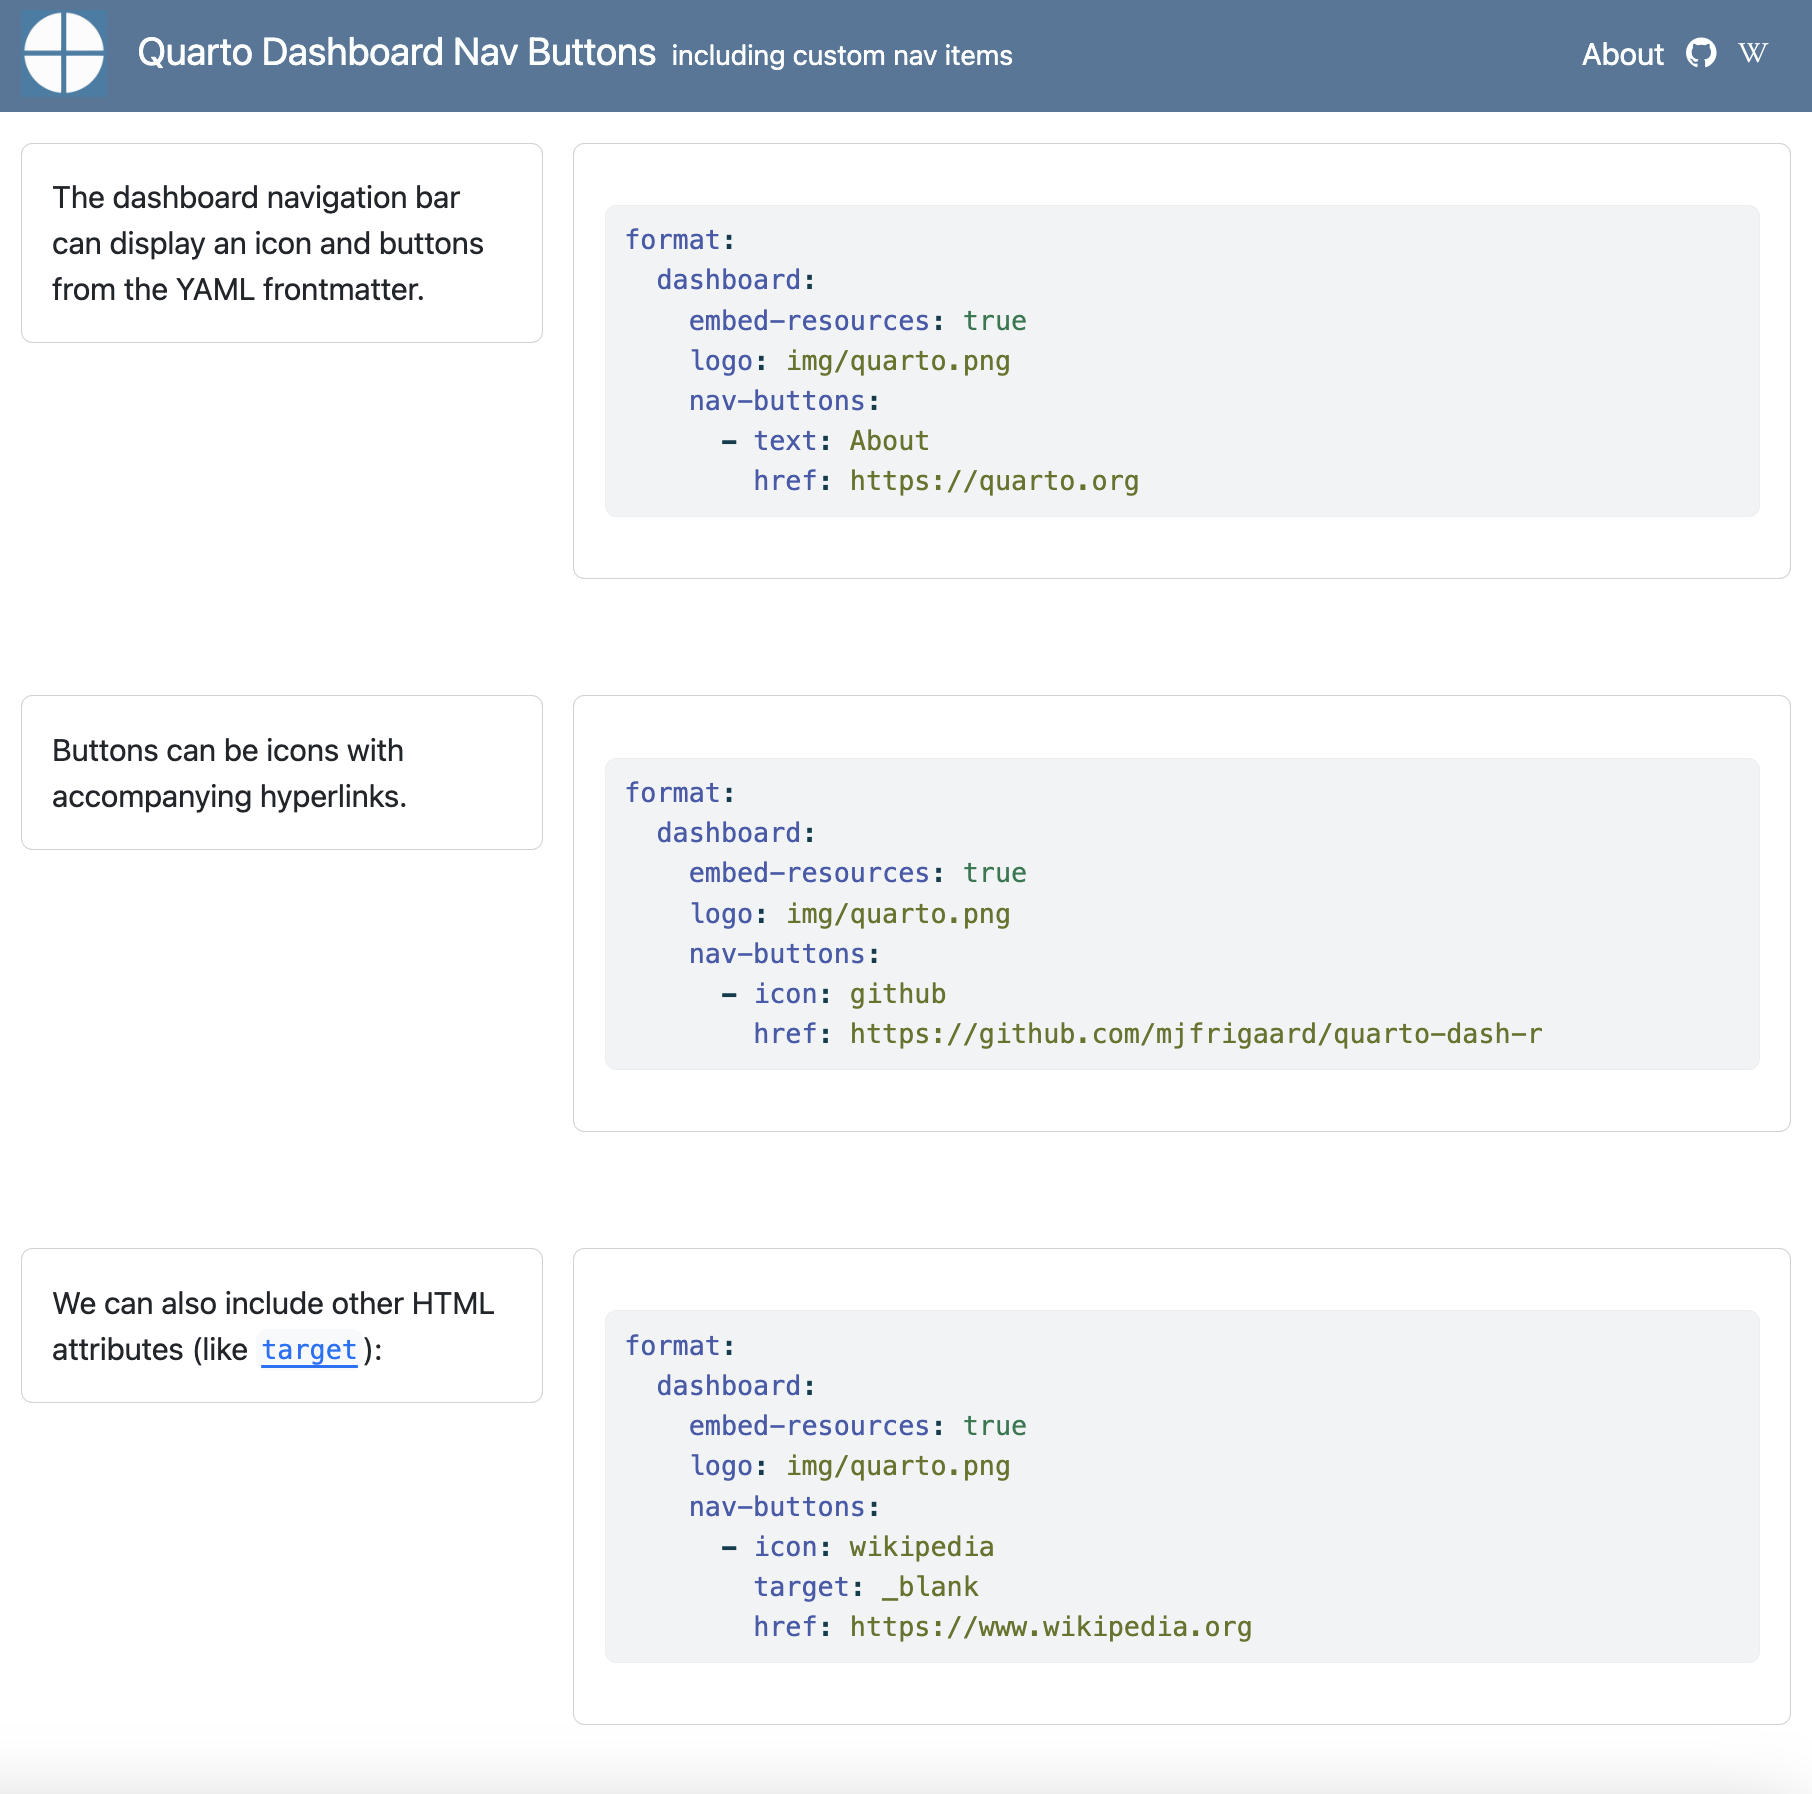 Quarto Dashboard Nav Buttons including custom nav items
About W
The dashboard navigation bar
can display an icon and buttons
from the YAML frontmatter.
format:
  dashboard:
    embed-resources: true
    logo: img/quarto.png
    nav-buttons:
      - text: About
        href: https://quarto.org
Buttons can be icons with
accompanying hyperlinks.
format:
  dashboard:
    embed-resources: true
    logo: img/quarto.png
    nav-buttons:
      - icon: github
        href: https://github.com/mjfrigaard/quarto-dash-r
We can also include other HTML
attributes (like target):
format:
  dashboard:
    embed-resources: true
    logo: img/quarto.png
    nav-buttons:
      - icon: wikipedia
        target: _blank
        href: https://www.wikipedia.org